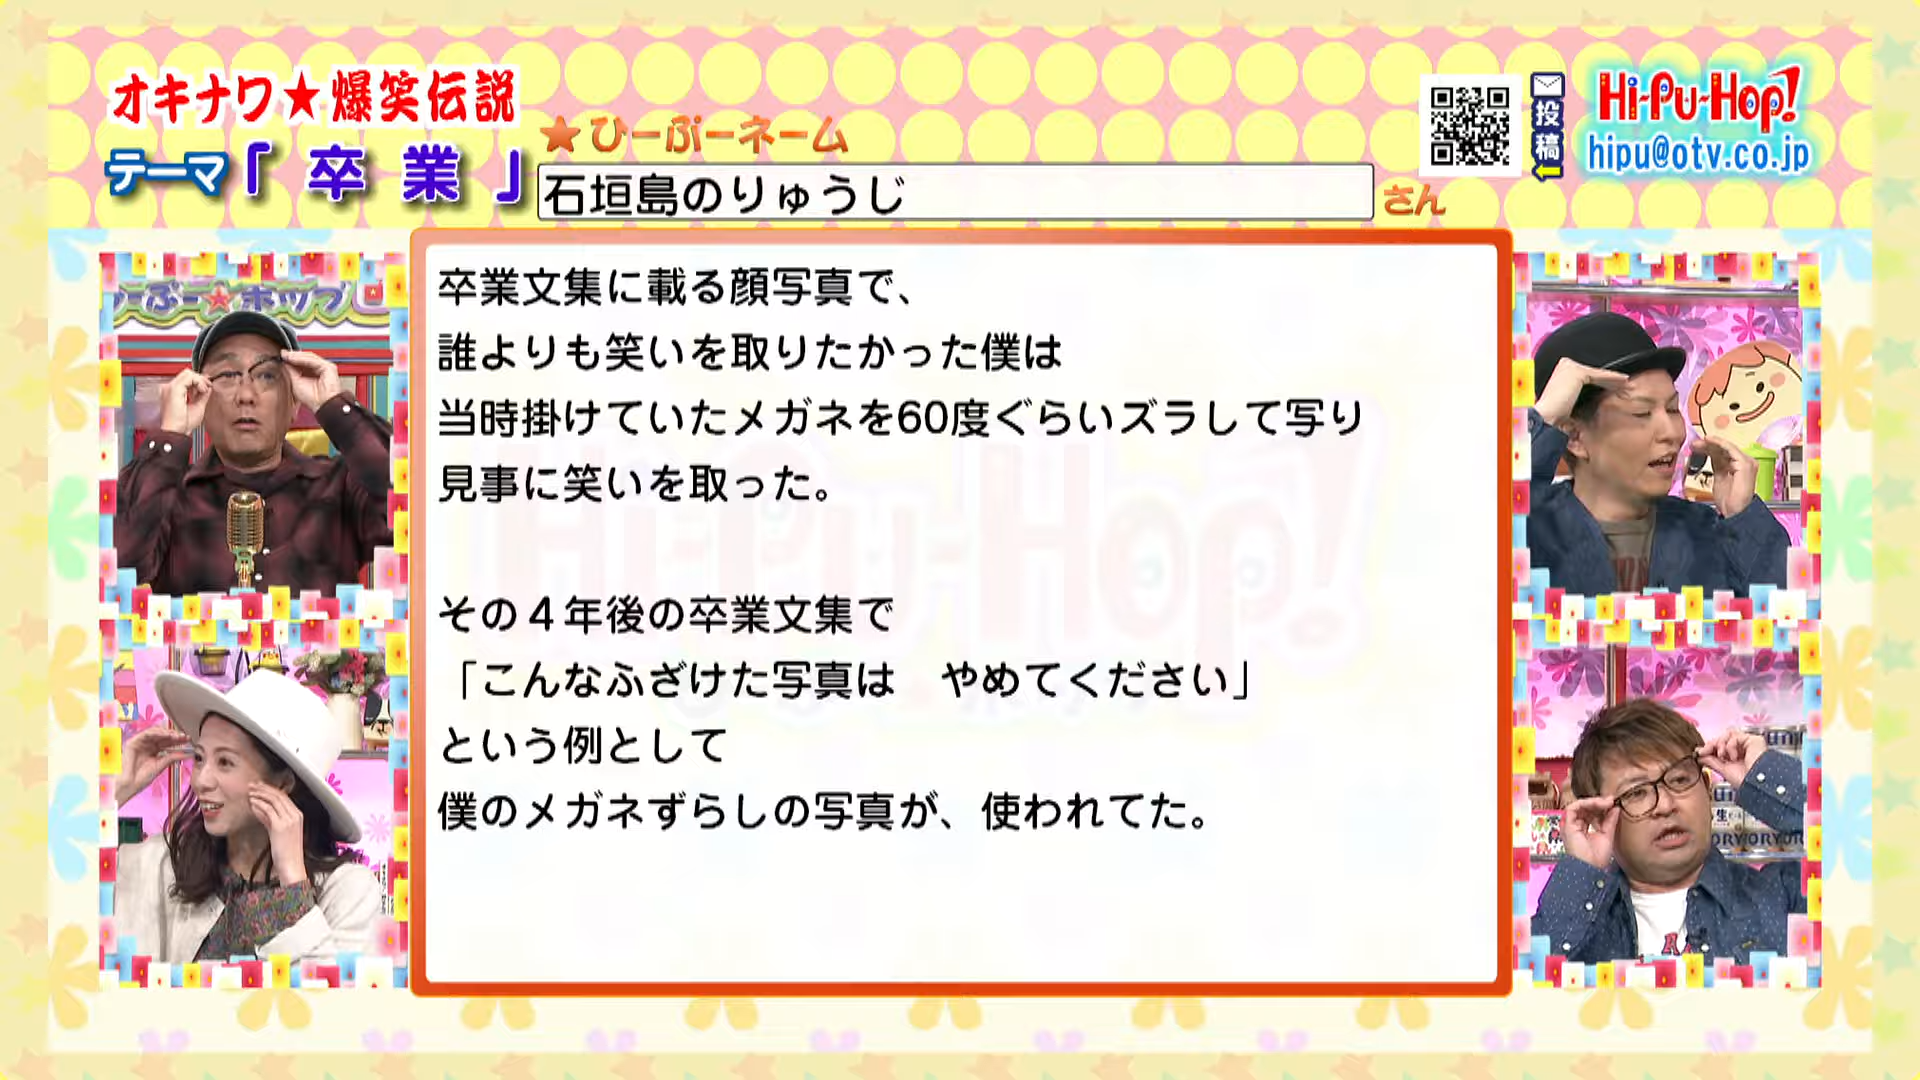 オキナワ★爆笑伝説
テーマ「卒業」
★ひーぷーネーム
石垣島のりゅうじ
さん
投稿
Hi-Pu-Hop!
hipu@otv.co.jp
卒業文集に載る顔写真で、
誰よりも笑いを取りたかった僕は
当時掛けていたメガネを60度ぐらいズラして写り
見事に笑いを取った。
その４年後の卒業文集で
「こんなふざけた写真は　やめてください」
という例として
僕のメガネずらしの写真が、使われてた。